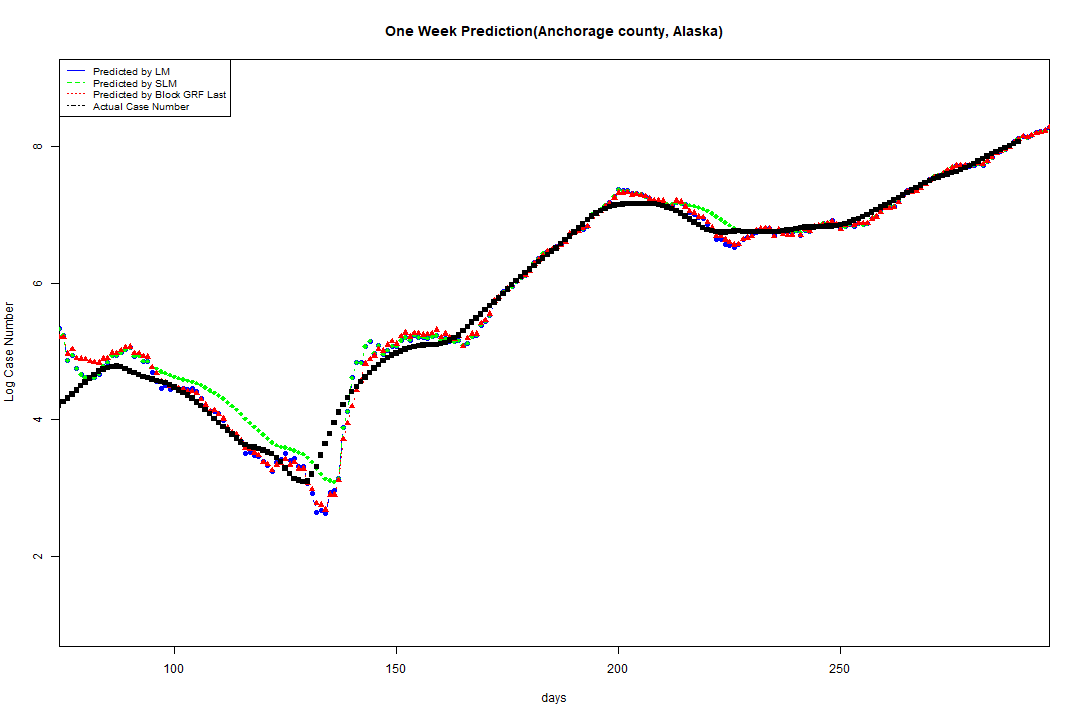 One Week Prediction(Anchorage county, Alaska)
Predicted by LM
Predicted by SLM
Predicted by Block GRF Last
Actual Case Number
8
6
4
2
Log Case Number
100
150
200
250
days